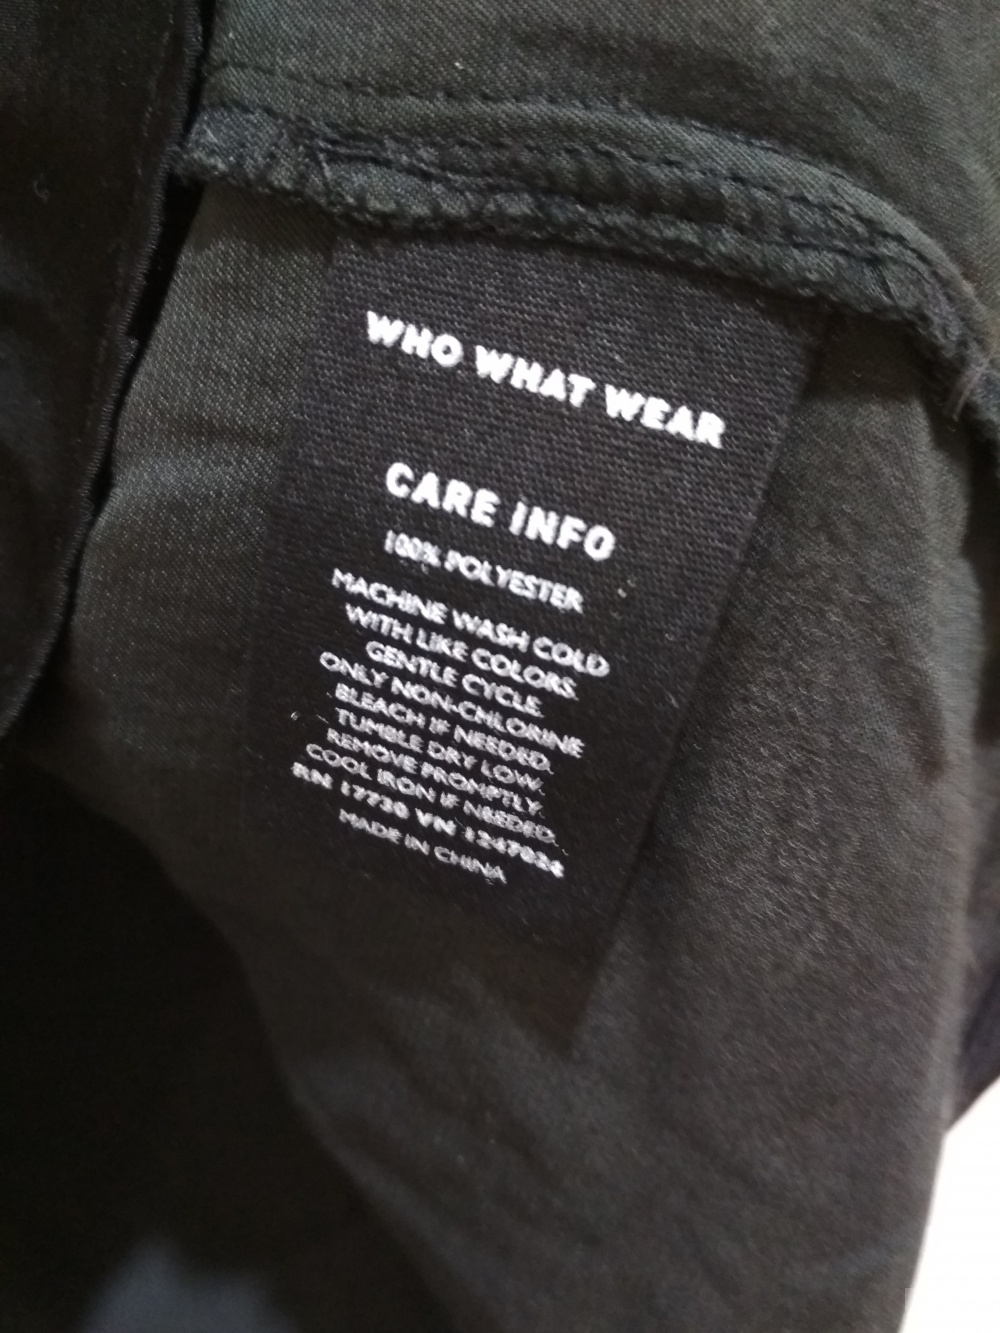 WHO WHAT WEAR
CARE INFO
100% POLYESTER
MACHINE WASH COLD
WITH LIKE COLORS.
GENTLE CYCLE.
ONLY NON-CHLORINE
BLEACH IF NEEDED.
TUMBLE DRY LOW.
REMOVE PROMPTLY.
COOL IRON IF NEEDED.
RN 17730 VN 1247024
MADE IN CHINA